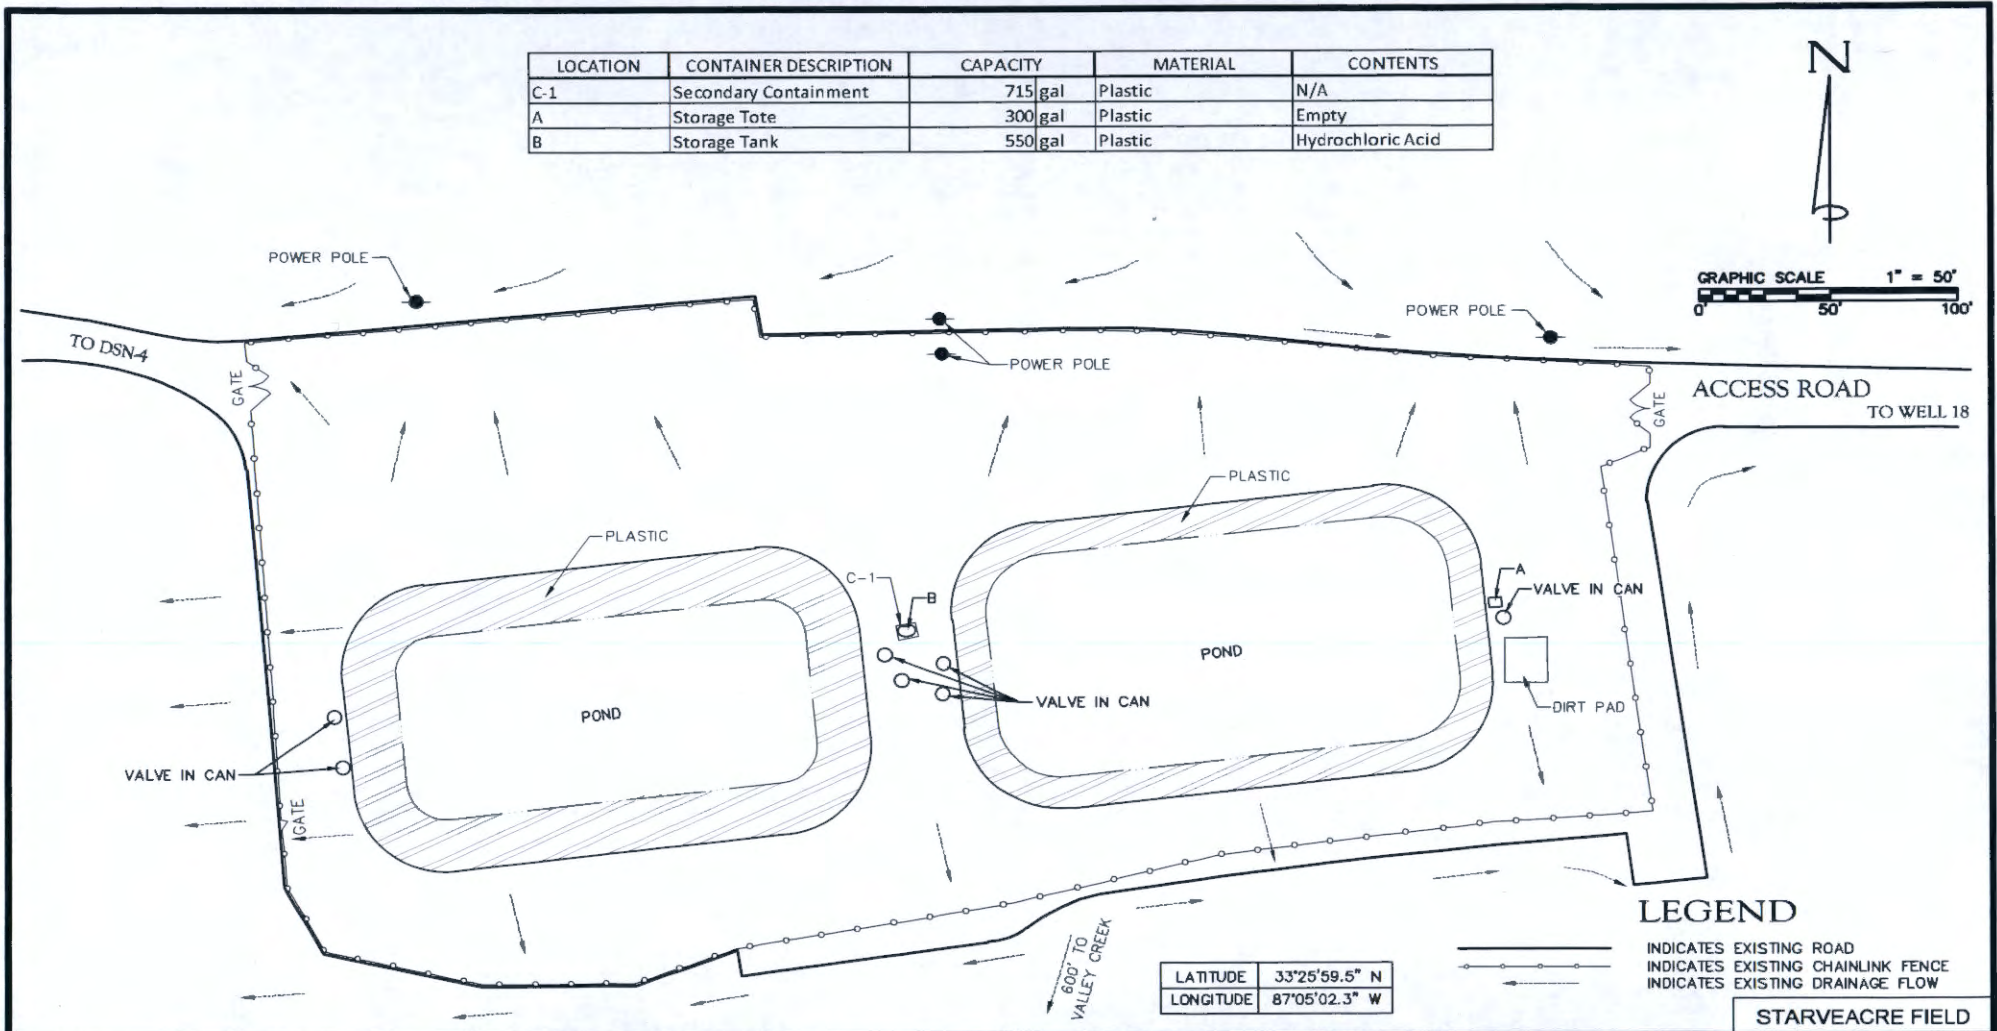 LOCATION CONTAINER DESCRIPTION CAPACITY MATERIAL CONTENTS
C-1 Secondary Containment 715 gal Plastic N/A
A Storage Tote 300 gal Plastic Empty
B Storage Tank 550 gal Plastic Hydrochloric Acid
N
GRAPHIC SCALE 1" = 50'
0' 50' 100'
POWER POLE
POWER POLE
POWER POLE
TO DSN-4
GATE
ACCESS ROAD
TO WELL 18
GATE
PLASTIC
PLASTIC
C-1
B
A
VALVE IN CAN
POND
POND
VALVE IN CAN
DIRT PAD
VALVE IN CAN
GATE
600' TO
VALLEY CREEK
LATITUDE 33°25'59.5" N
LONGITUDE 87°05'02.3" W
LEGEND
INDICATES EXISTING ROAD
INDICATES EXISTING CHAINLINK FENCE
INDICATES EXISTING DRAINAGE FLOW
STARVEACRE FIELD